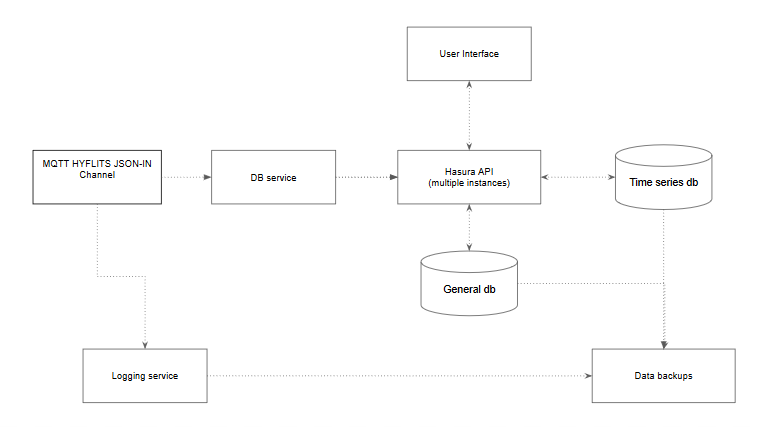 User Interface
MQTT HYFLITS JSON-IN
Channel
DB service
Hasura API
(multiple instances)
Time series db
General db
Logging service
Data backups